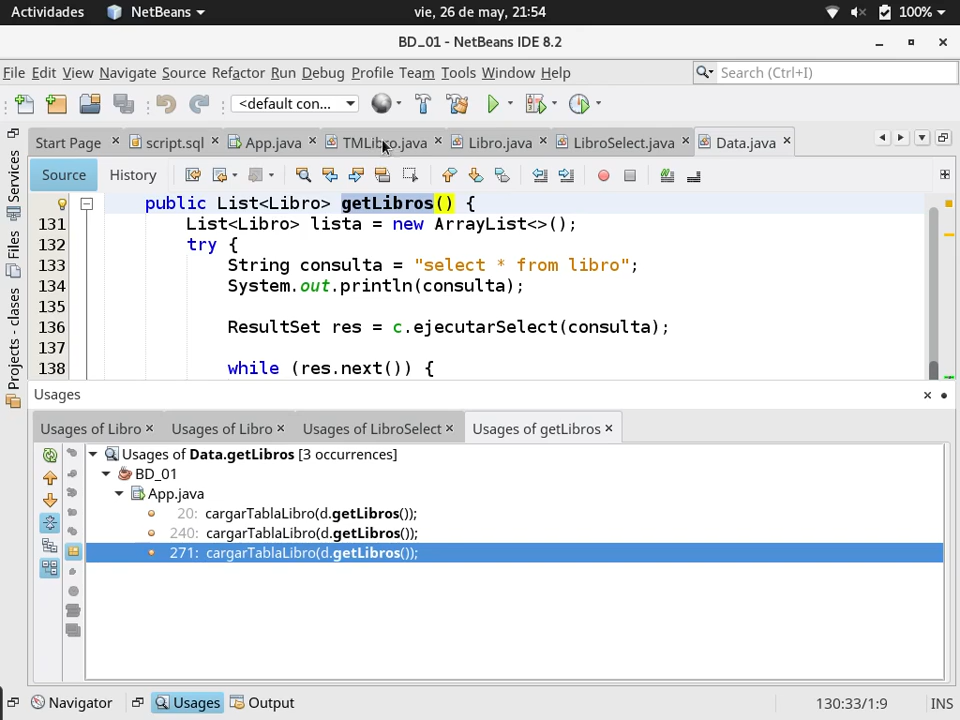 Actividades NetBeans vie, 26 de may, 21:54 100%
BD_01 - NetBeans IDE 8.2
File Edit View Navigate Source Refactor Run Debug Profile Team Tools Window Help Search (Ctrl+I)
<default con...
Start Page script.sql App.java TMLibro.java Libro.java LibroSelect.java Data.java
Source History
public List<Libro> getLibros() {
131 List<Libro> lista = new ArrayList<>();
132 try {
133 String consulta = "select * from libro";
134 System.out.println(consulta);
135
136 ResultSet res = c.ejecutarSelect(consulta);
137
138 while (res.next()) {
Services
Files
Projects - clases
Usages
Usages of Libro Usages of Libro Usages of LibroSelect Usages of getLibros
Usages of Data.getLibros [3 occurrences]
BD_01
App.java
20: cargarTablaLibro(d.getLibros());
240: cargarTablaLibro(d.getLibros());
271: cargarTablaLibro(d.getLibros());
Navigator Usages Output 130:33/1:9 INS